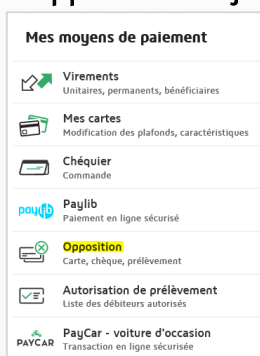 Mes moyens de paiement
Virements
Unitaires, permanents, bénéficiaires
Mes cartes
Modification des plafonds, caractéristiques
Chéquier
Commande
paylib
Paylib
Paiement en ligne sécurisé
Opposition
Carte, chèque, prélèvement
Autorisation de prélèvement
Liste des débiteurs autorisés
PAYCAR
PayCar - voiture d'occasion
Transaction en ligne sécurisée